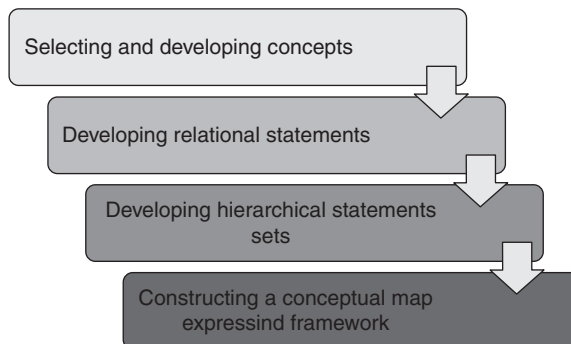 Selecting and developing concepts
Developing relational statements
Developing hierarchical statements
sets
Constructing a conceptual map
expressind framework